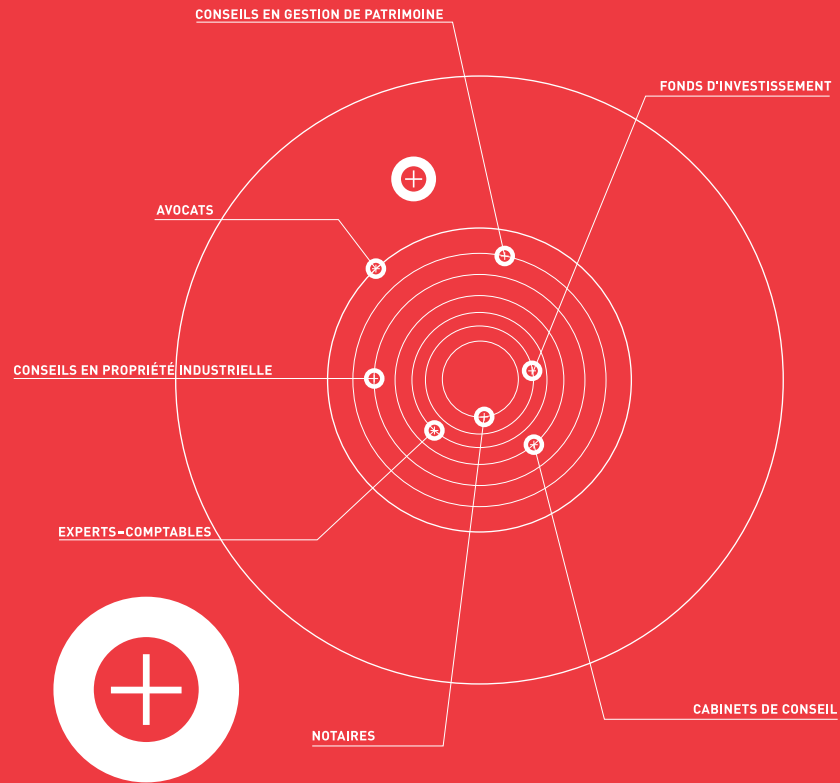 CONSEILS EN GESTION DE PATRIMOINE
FONDS D'INVESTISSEMENT
AVOCATS
CONSEILS EN PROPRIÉTÉ INDUSTRIELLE
EXPERTS-COMPTABLES
CABINETS DE CONSEIL
NOTAIRES